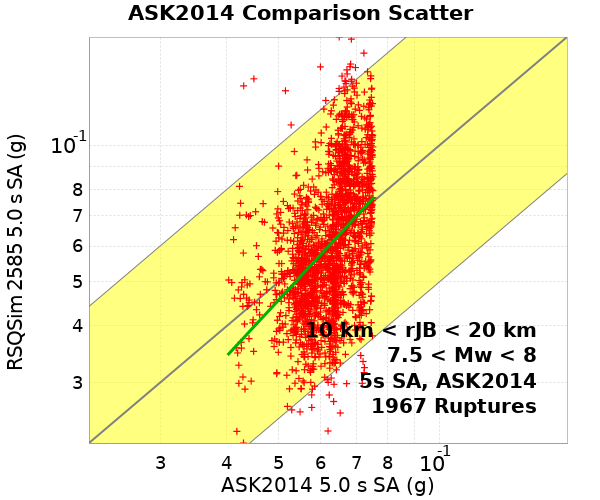 ASK2014 Comparison Scatter
RSQSim 2585 5.0 s SA (g)
10-1
8
7
6
5
4
3
10 km < rJB < 20 km
7.5 < Mw < 8
5s SA, ASK2014
1967 Ruptures
3 4 5 6 7 8 10-1
ASK2014 5.0 s SA (g)